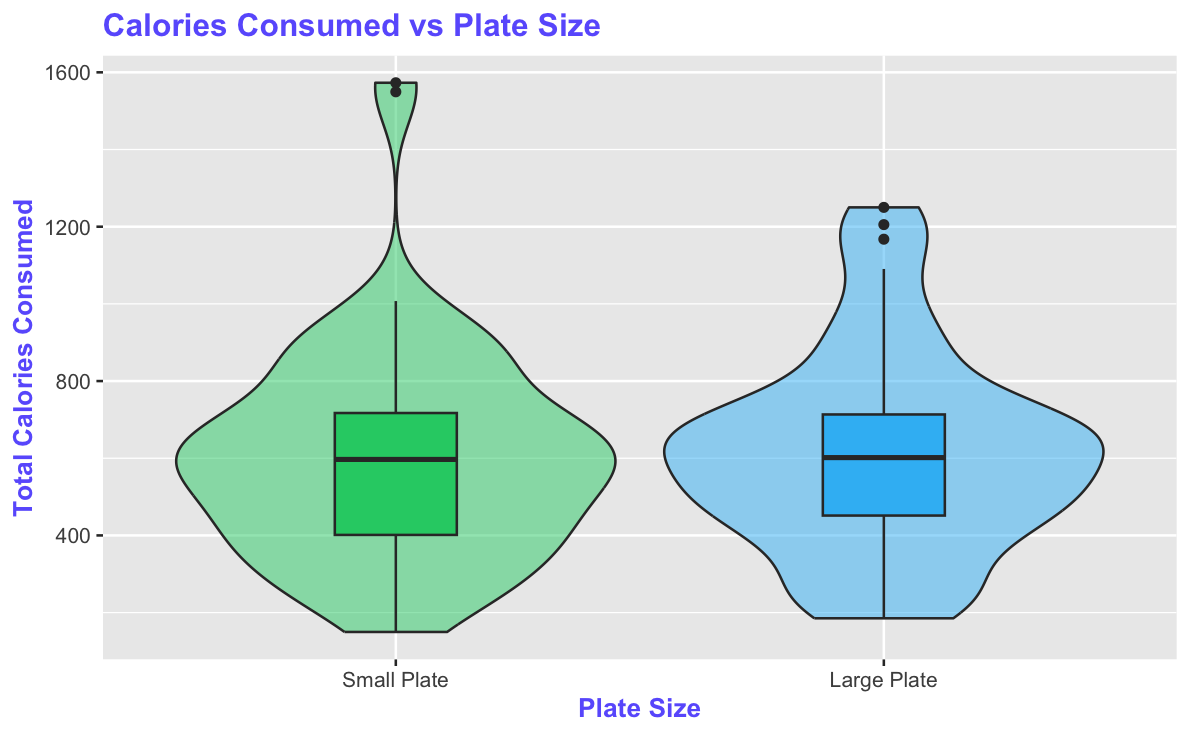 Calories Consumed vs Plate Size
Total Calories Consumed
1600
1200
800
400
Small Plate
Large Plate
Plate Size